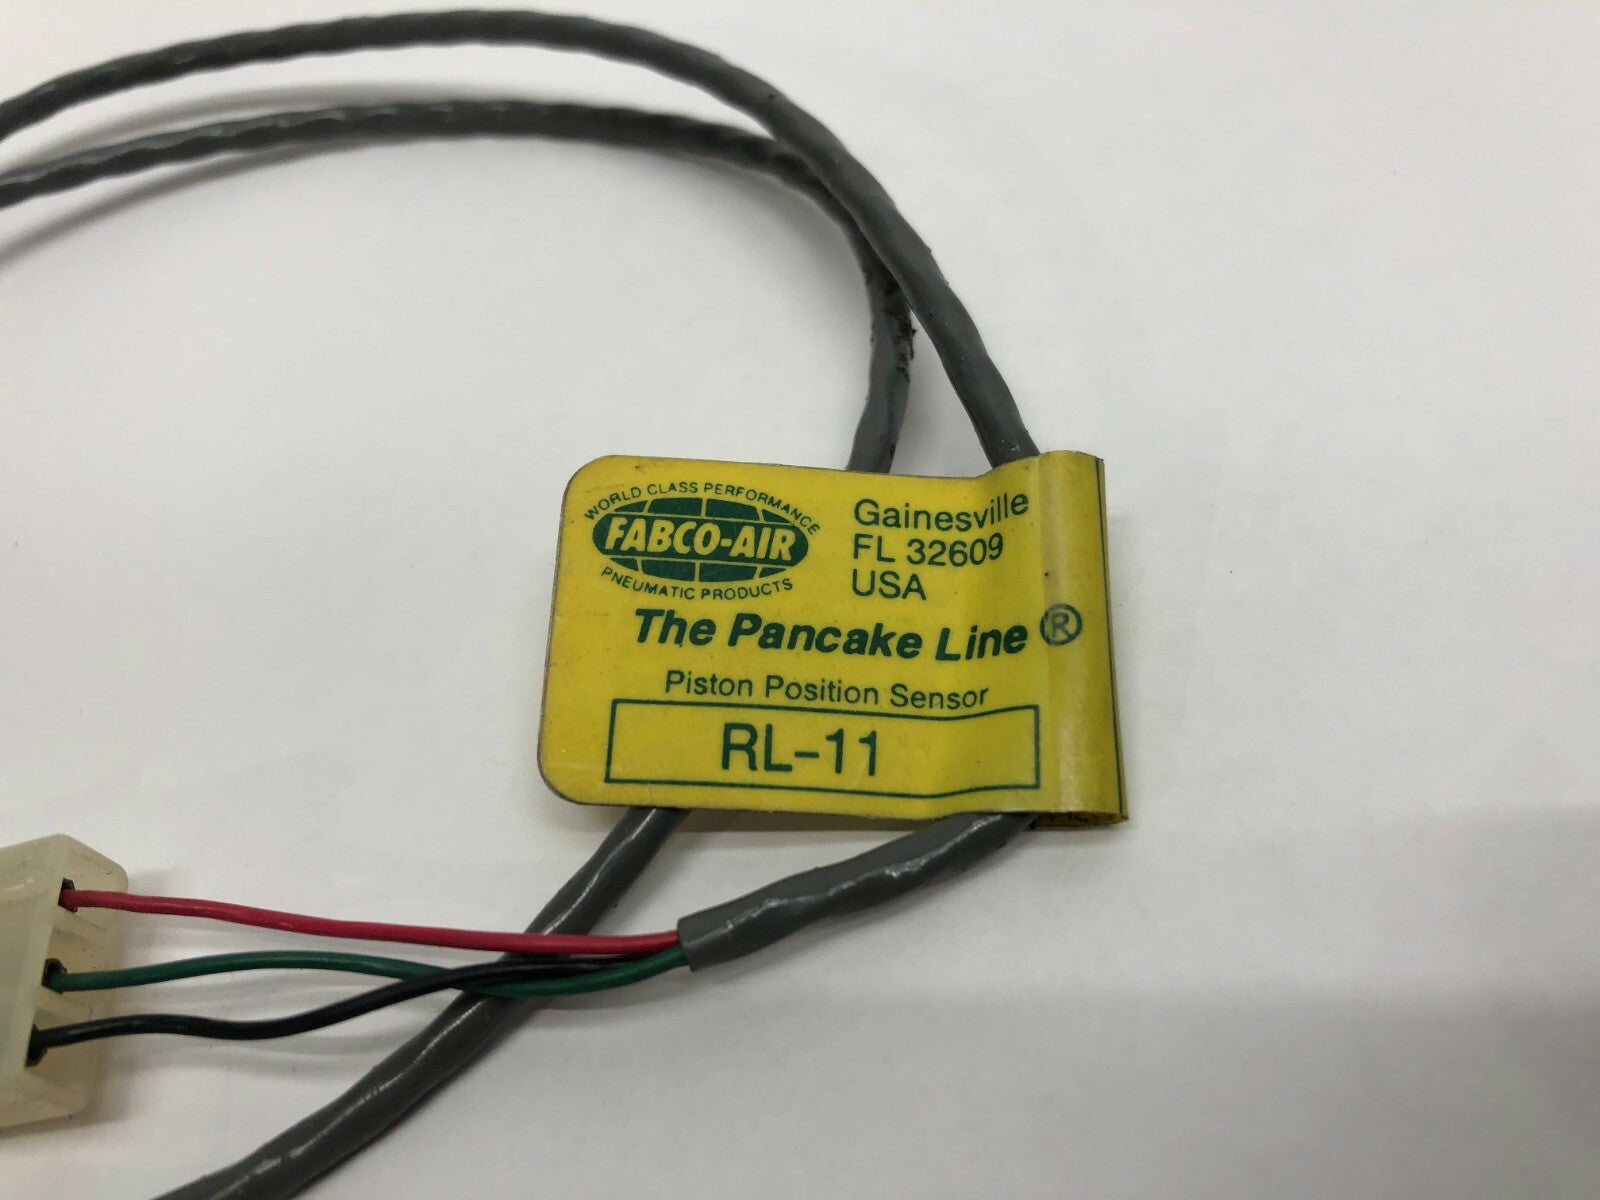 WORLD CLASS PERFORMANCE
FABCO-AIR
PNEUMATIC PRODUCTS
Gainesville
FL 32609
USA
The Pancake Line®
Piston Position Sensor
RL-11